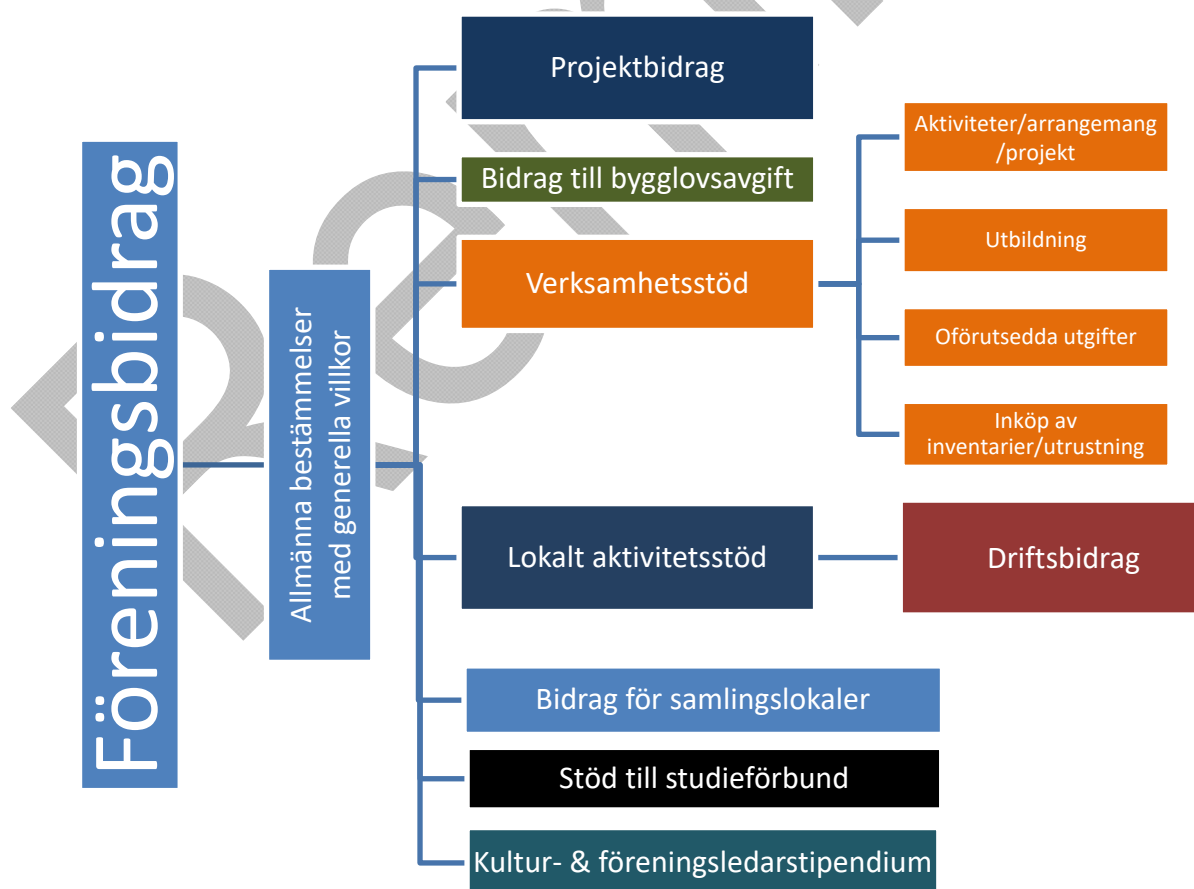 Föreningsbidrag
Allmänna bestämmelser
med generella villkor
Projektbidrag
Bidrag till bygglovsavgift
Verksamhetsstöd
Aktiviteter/arrangemang
/projekt
Utbildning
Oförutsedda utgifter
Inköp av
inventarier/utrustning
Lokalt aktivitetsstöd
Driftsbidrag
Bidrag för samlingslokaler
Stöd till studieförbund
Kultur- & föreningsledarstipendium